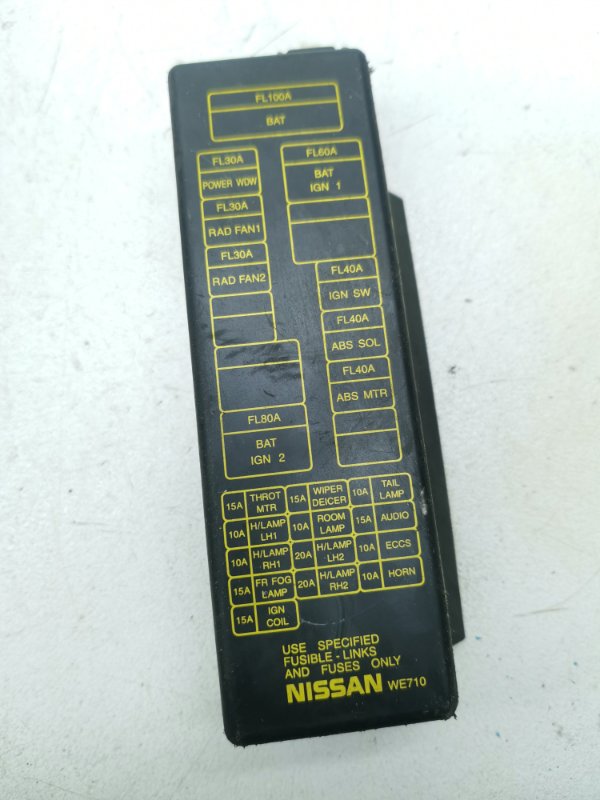 FL100A
BAT
FL30A
POWER WDW
FL30A
RAD FAN1
FL30A
RAD FAN2
FL60A
BAT
IGN 1
FL40A
IGN SW
FL40A
ABS SOL
FL40A
ABS MTR
FL80A
BAT
IGN 2
15A THROT MTR 15A WIPER DEICER 10A TAIL LAMP
10A H/LAMP LH1 10A ROOM LAMP 15A AUDIO
10A H/LAMP RH1 20A H/LAMP LH2 10A ECCS
15A FR FOG LAMP 20A H/LAMP RH2 10A HORN
15A IGN COIL
USE SPECIFIED
FUSIBLE-LINKS
AND FUSES ONLY
NISSAN WE710